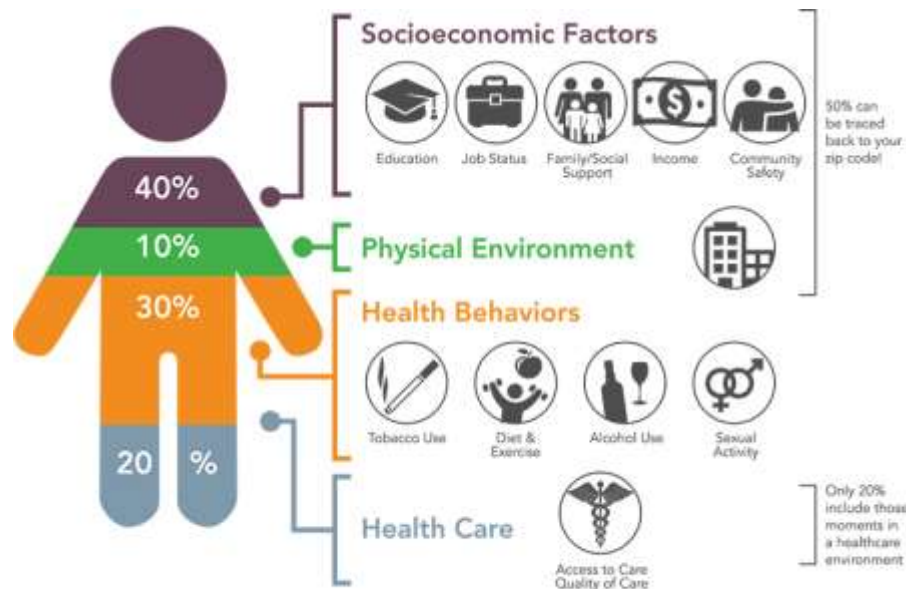 Socioeconomic Factors
Education
Job Status
Family/Social
Support
Income
Community
Safety
50% can
be traced
back to your
zip code!
40%
10%
Physical Environment
30%
Health Behaviors
Tobacco Use
Diet &
Exercise
Alcohol Use
Sexual
Activity
20 %
Health Care
Access to Care
Quality of Care
Only 20%
include those
moments in
a healthcare
environment